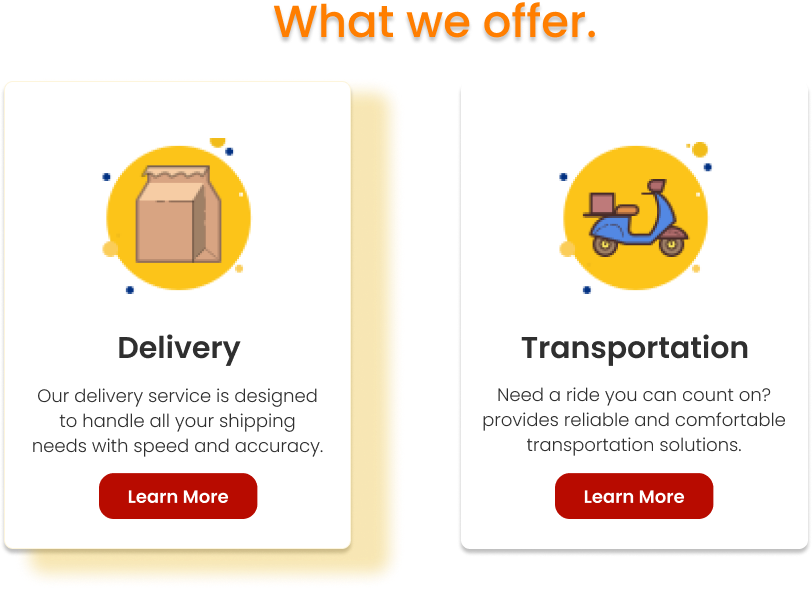 What we offer.
Delivery
Our delivery service is designed
to handle all your shipping
needs with speed and accuracy.
Learn More
Transportation
Need a ride you can count on?
provides reliable and comfortable
transportation solutions.
Learn More